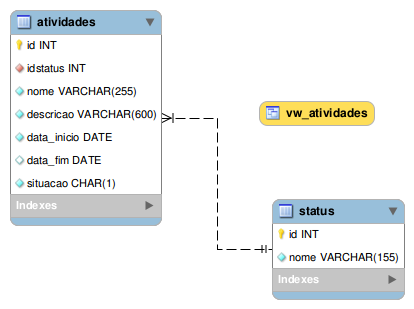 atividades
id INT
idstatus INT
nome VARCHAR(255)
descricao VARCHAR(600)
data_inicio DATE
data_fim DATE
situacao CHAR(1)
Indexes
vw_atividades
status
id INT
nome VARCHAR(155)
Indexes